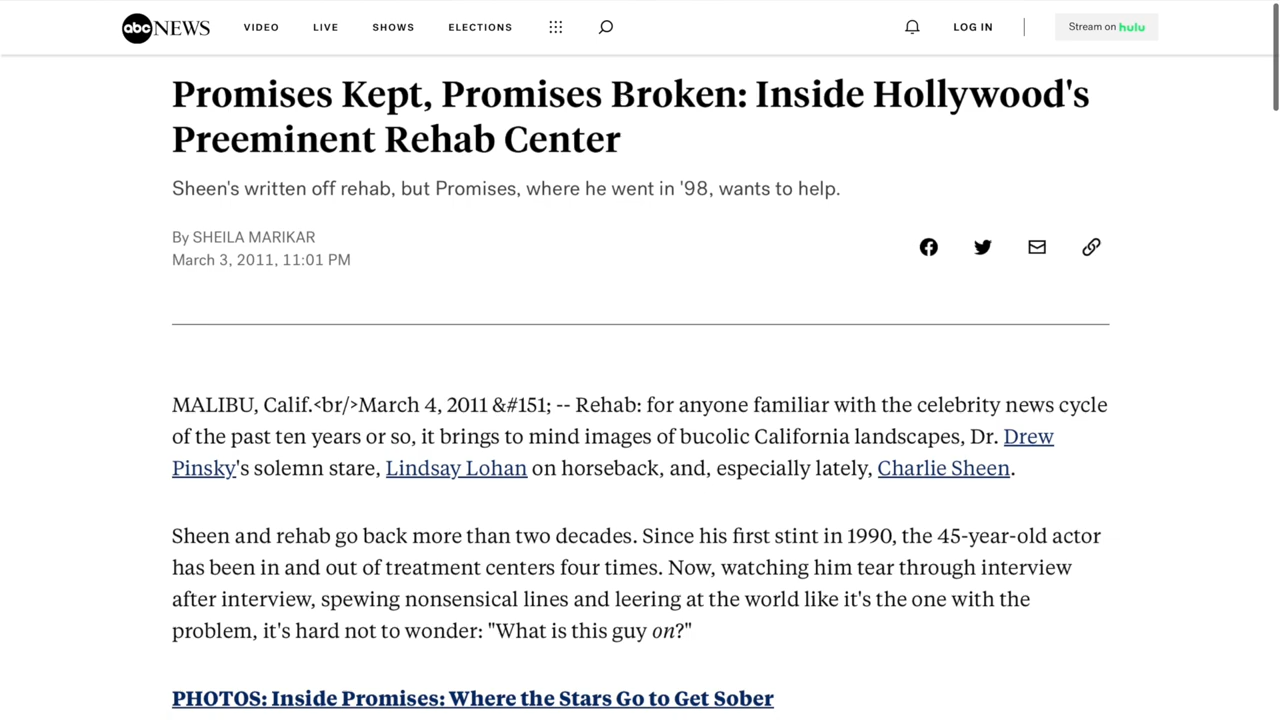 abc NEWS VIDEO LIVE SHOWS ELECTIONS LOG IN Stream on hulu
Promises Kept, Promises Broken: Inside Hollywood's
Preeminent Rehab Center
Sheen's written off rehab, but Promises, where he went in '98, wants to help.
By SHEILA MARIKAR
March 3, 2011, 11:01 PM
MALIBU, Calif.<br/>March 4, 2011 &#151; -- Rehab: for anyone familiar with the celebrity news cycle
of the past ten years or so, it brings to mind images of bucolic California landscapes, Dr. Drew
Pinsky's solemn stare, Lindsay Lohan on horseback, and, especially lately, Charlie Sheen.
Sheen and rehab go back more than two decades. Since his first stint in 1990, the 45-year-old actor
has been in and out of treatment centers four times. Now, watching him tear through interview
after interview, spewing nonsensical lines and leering at the world like it's the one with the
problem, it's hard not to wonder: "What is this guy on?"
PHOTOS: Inside Promises: Where the Stars Go to Get Sober